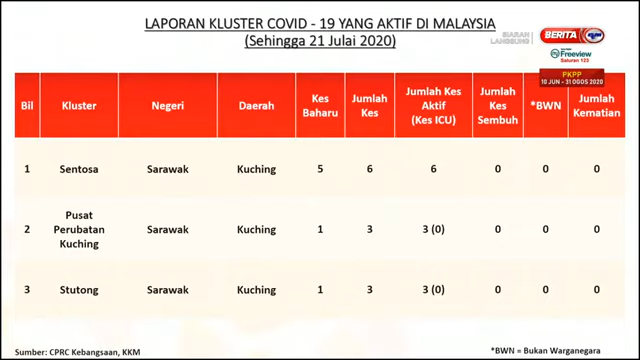 LAPORAN KLUSTER COVID - 19 YANG AKTIF DI MALAYSIA
(Sehingga 21 Julai 2020)
SIARAN
LANGSUNG
BERITA
Freeview
Saluran 123
PKPP
10 JUN - 31 OGOS 2020
Bil Kluster Negeri Daerah Kes Baharu Jumlah Kes Jumlah Kes Aktif (Kes ICU) Jumlah Kes Sembuh *BWN Jumlah Kematian
1 Sentosa Sarawak Kuching 5 6 6 0 0 0
2 Pusat Perubatan Kuching Sarawak Kuching 1 3 3 (0) 0 0 0
3 Stutong Sarawak Kuching 1 3 3 (0) 0 0 0
Sumber: CPRC Kebangsaan, KKM
*BWN = Bukan Warganegara